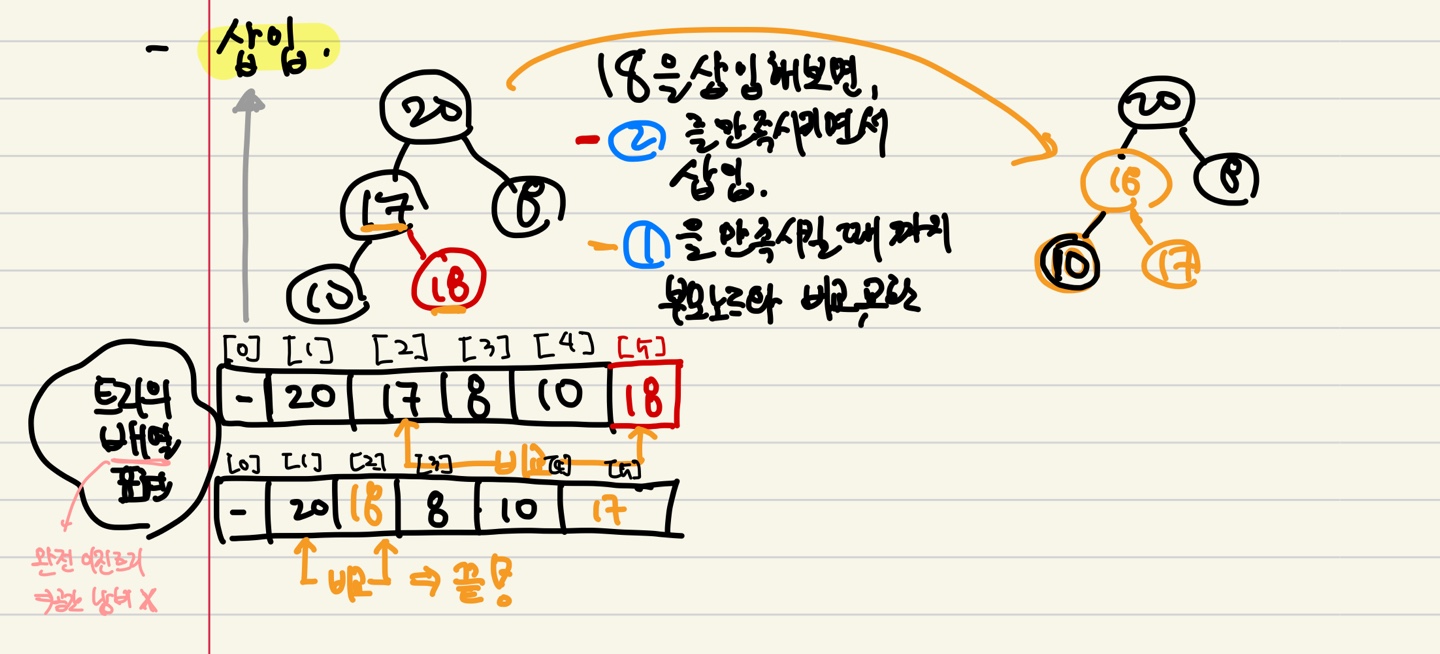 - 삽입.
18을 삽입해보면,
- ② 를 만족시키면서
삽입.
- ① 을 만족시킬 때까지
부모노드와 비교, 교환
20
17 8
10 18
20
18 8
10 17
[0] [1] [2] [3] [4] [5]
- 20 17 8 10 18
비교
[0] [1] [2] [3] [4] [5]
- 20 18 8 10 17
비교 ⇒ 끝!
트리의
배열
표현
완전 이진트리
⇒공간 낭비 X